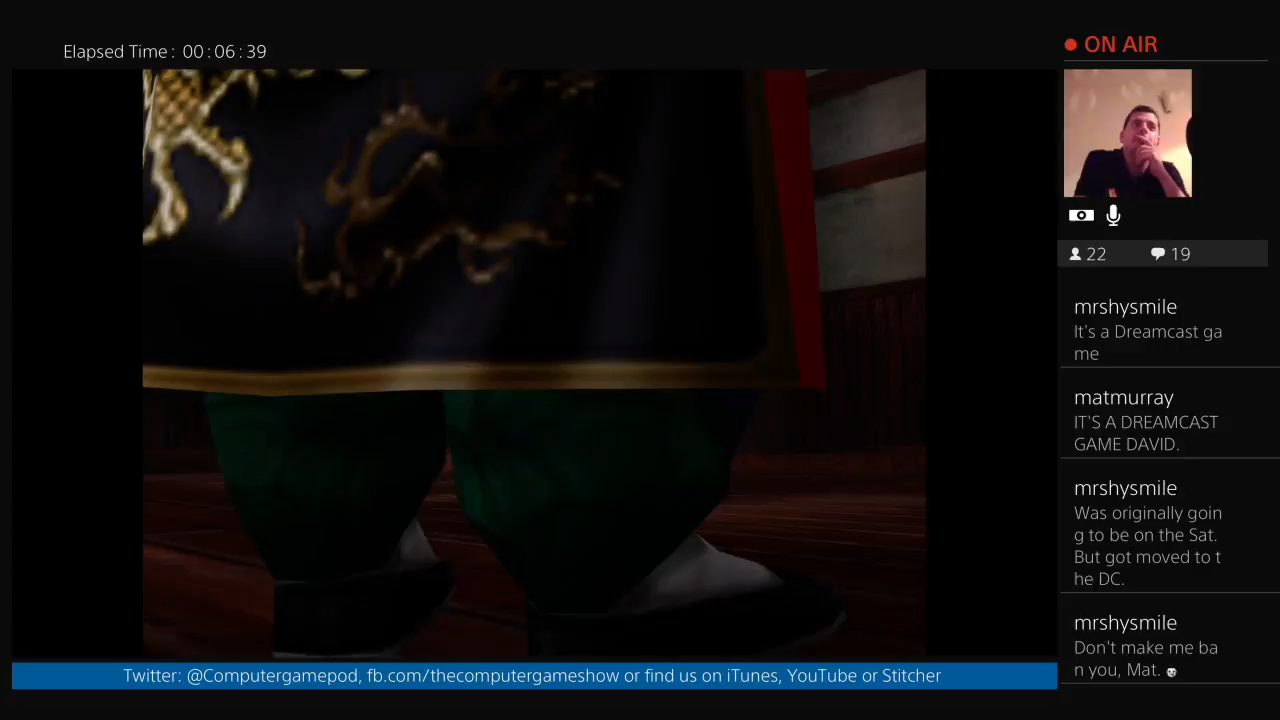 Elapsed Time: 00:06:39
ON AIR
22 19
mrshysmile
It's a Dreamcast ga
me
matmurray
IT'S A DREAMCAST
GAME DAVID.
mrshysmile
Was originally goin
g to be on the Sat.
But got moved to t
he DC.
mrshysmile
Don't make me ba
n you, Mat.
Twitter: @Computergamepod, fb.com/thecomputergameshow or find us on iTunes, YouTube or Stitcher